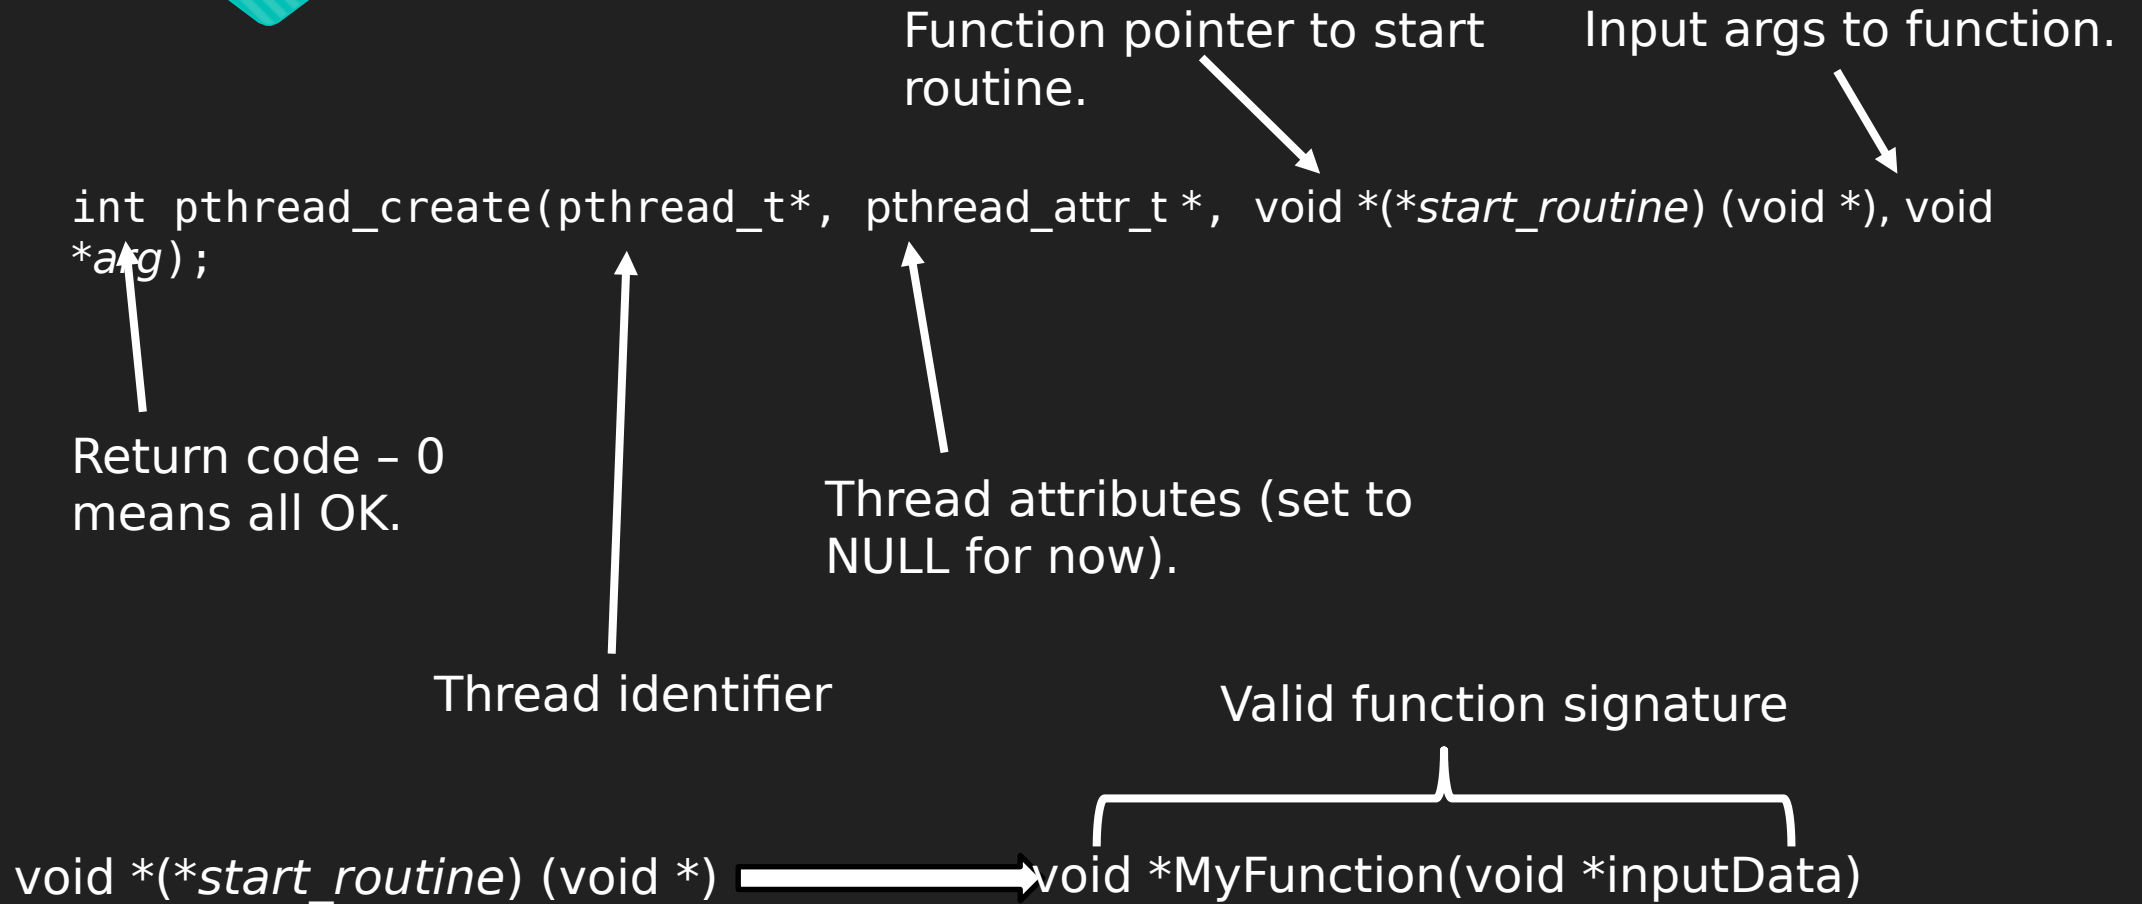 Function pointer to start
routine.
Input args to function.
int pthread_create(pthread_t*, pthread_attr_t *, void *(*start_routine) (void *), void
*arg);
Return code – 0
means all OK.
Thread attributes (set to
NULL for now).
Thread identifier
Valid function signature
void *(*start_routine) (void *)
void *MyFunction(void *inputData)